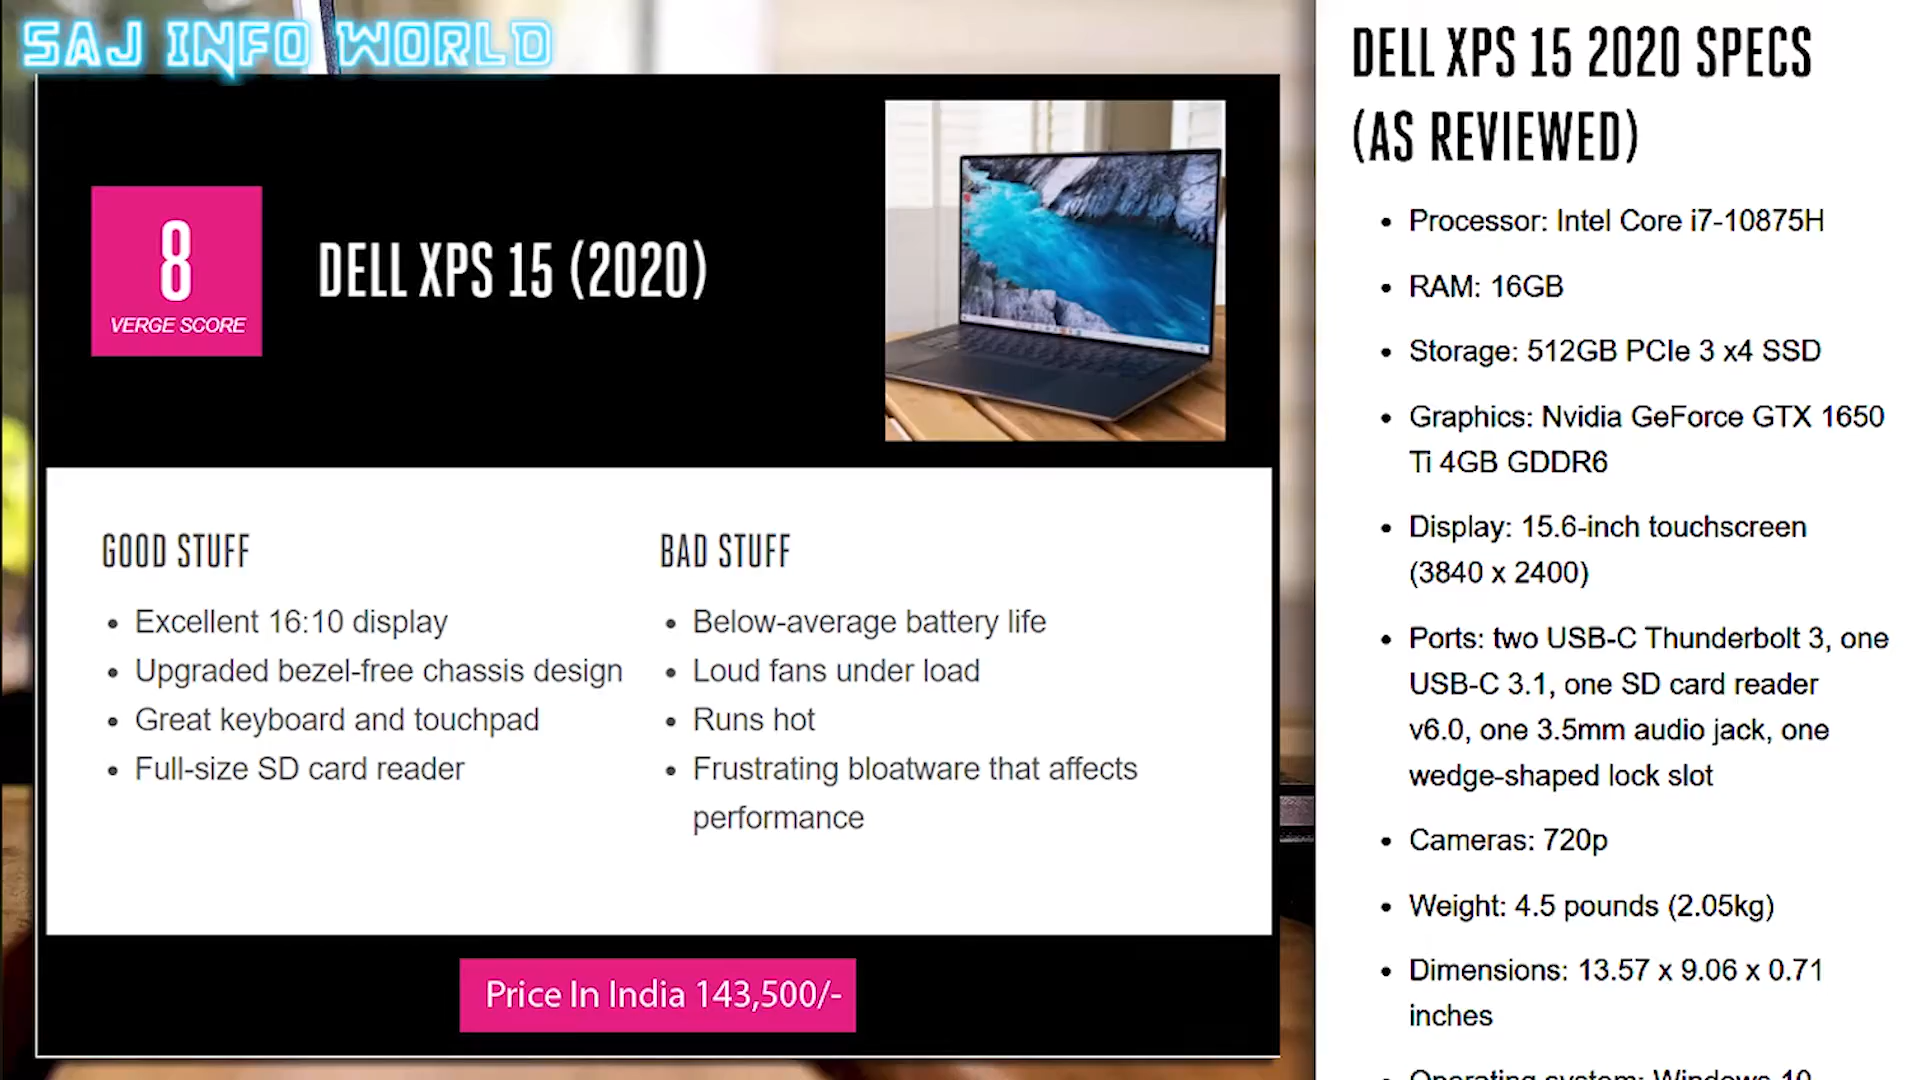 SAJ INFO WORLD
8
VERGE SCORE
DELL XPS 15 (2020)
GOOD STUFF
Excellent 16:10 display
Upgraded bezel-free chassis design
Great keyboard and touchpad
Full-size SD card reader
BAD STUFF
Below-average battery life
Loud fans under load
Runs hot
Frustrating bloatware that affects
performance
Price In India 143,500/-
DELL XPS 15 2020 SPECS
(AS REVIEWED)
Processor: Intel Core i7-10875H
RAM: 16GB
Storage: 512GB PCIe 3 x4 SSD
Graphics: Nvidia GeForce GTX 1650
Ti 4GB GDDR6
Display: 15.6-inch touchscreen
(3840 x 2400)
Ports: two USB-C Thunderbolt 3, one
USB-C 3.1, one SD card reader
v6.0, one 3.5mm audio jack, one
wedge-shaped lock slot
Cameras: 720p
Weight: 4.5 pounds (2.05kg)
Dimensions: 13.57 x 9.06 x 0.71
inches
Operating system: Windows 10